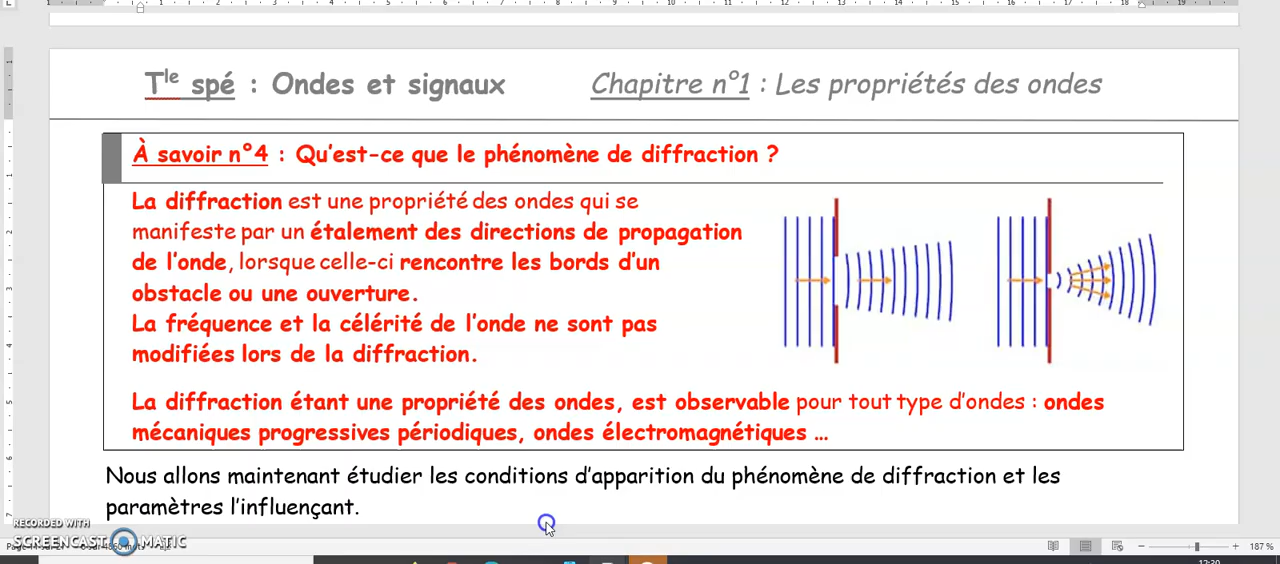 Tle spé : Ondes et signaux Chapitre n°1 : Les propriétés des ondes
À savoir n°4 : Qu'est-ce que le phénomène de diffraction ?
La diffraction est une propriété des ondes qui se
manifeste par un étalement des directions de propagation
de l'onde, lorsque celle-ci rencontre les bords d'un
obstacle ou une ouverture.
La fréquence et la célérité de l'onde ne sont pas
modifiées lors de la diffraction.
La diffraction étant une propriété des ondes, est observable pour tout type d'ondes : ondes
mécaniques progressives périodiques, ondes électromagnétiques ...
Nous allons maintenant étudier les conditions d'apparition du phénomène de diffraction et les
paramètres l'influençant.
RECORDED WITH
SCREENCAST MATIC
187 %